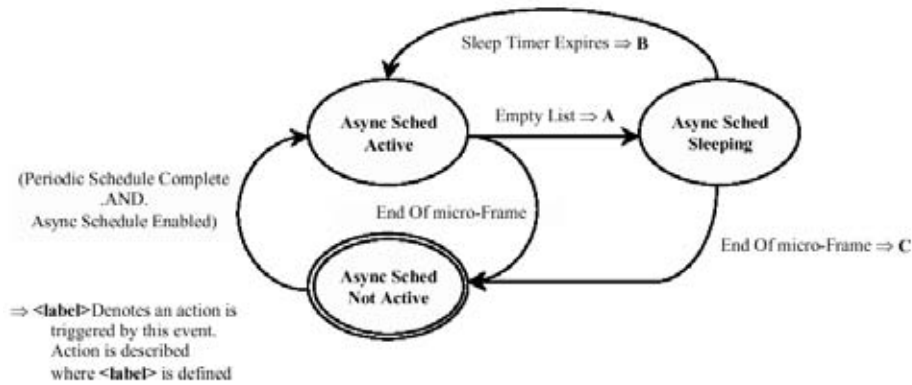 Sleep Timer Expires ⇒ B
Async Sched
Active
Empty List ⇒ A
Async Sched
Sleeping
(Periodic Schedule Complete
.AND.
Async Schedule Enabled)
End Of micro-Frame
End Of micro-Frame ⇒ C
Async Sched
Not Active
⇒ <label>Denotes an action is
triggered by this event.
Action is described
where <label> is defined